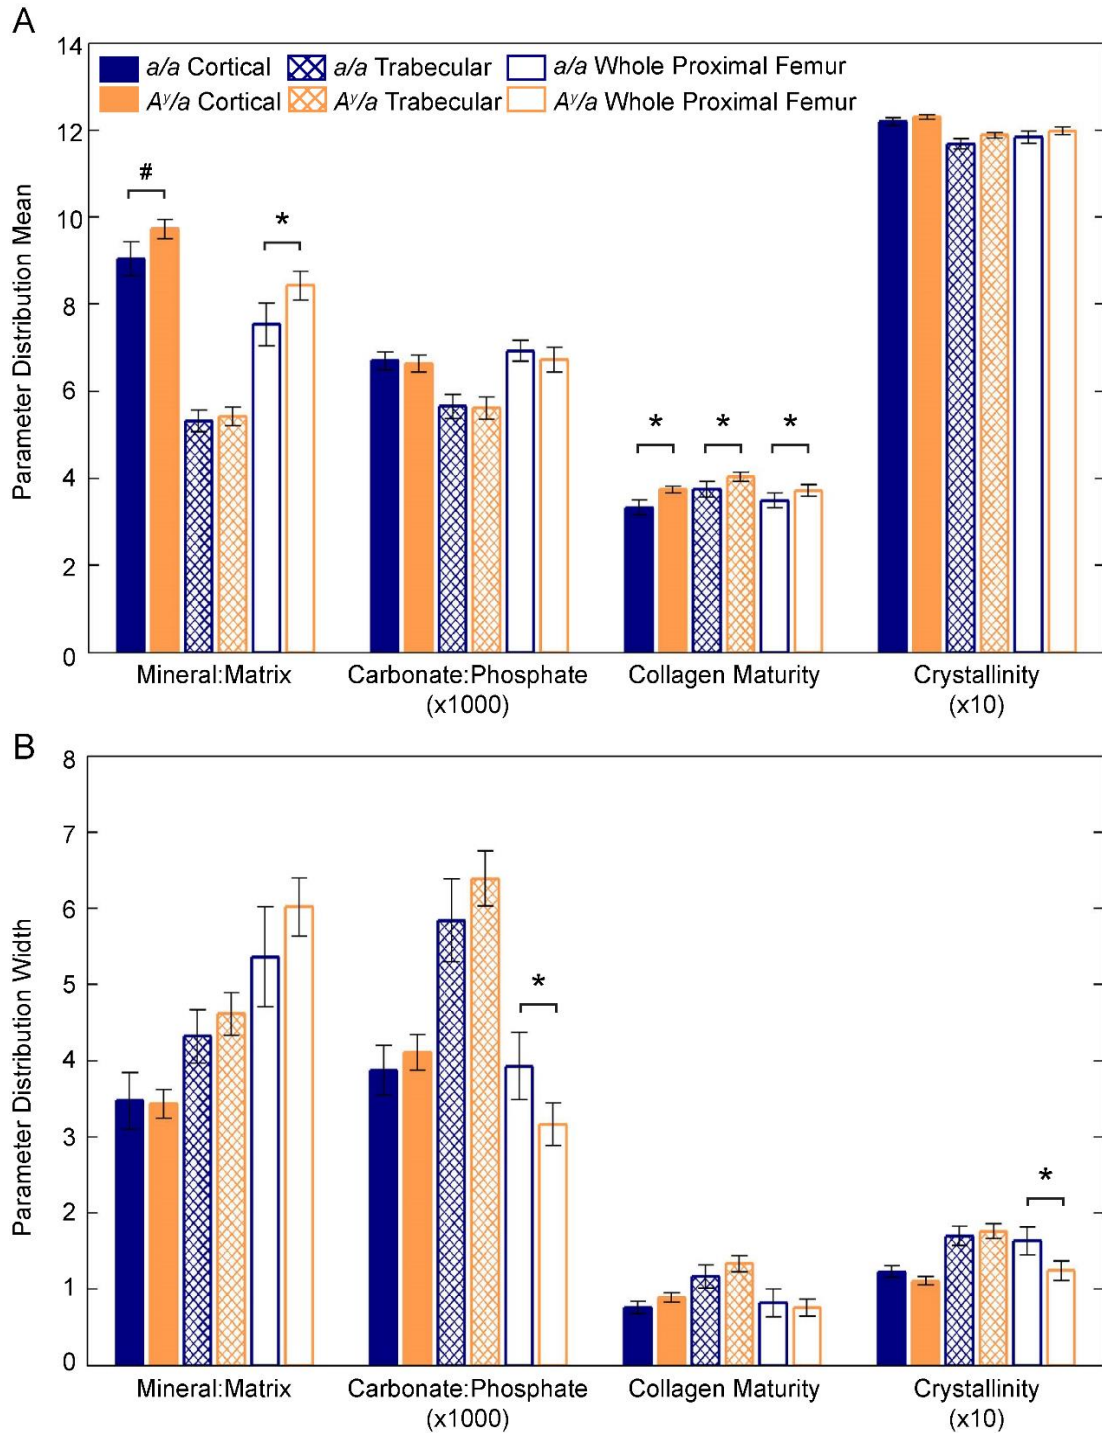 A
14
12
10
8
6
4
2
0
Parameter Distribution Mean
a/a Cortical a/a Trabecular a/a Whole Proximal Femur
Aʸ/a Cortical Aʸ/a Trabecular Aʸ/a Whole Proximal Femur
#
*
* * *
Mineral:Matrix Carbonate:Phosphate Collagen Maturity Crystallinity
(x1000) (x10)
B
8
7
6
5
4
3
2
1
0
Parameter Distribution Width
*
*
Mineral:Matrix Carbonate:Phosphate Collagen Maturity Crystallinity
(x1000) (x10)